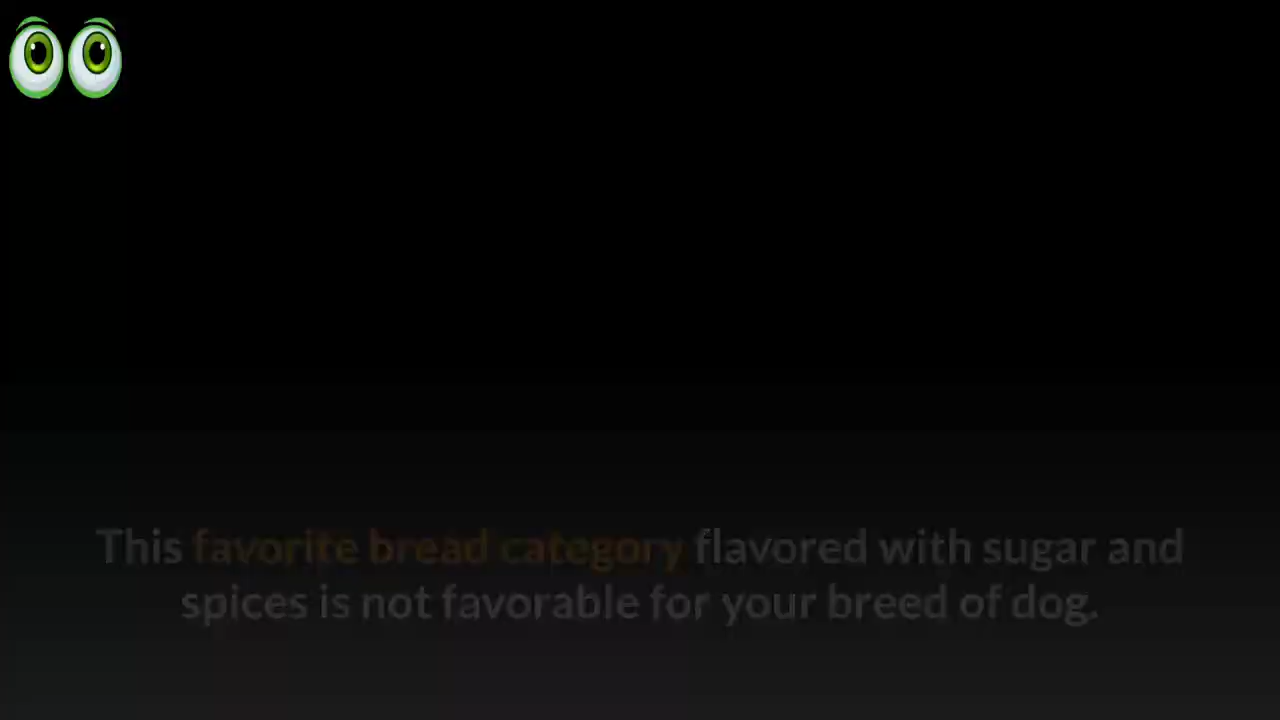 This favorite bread category flavored with sugar and
spices is not favorable for your breed of dog.